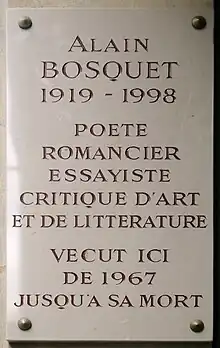 ALAIN
BOSQUET
1919 - 1998
POETE
ROMANCIER
ESSAYISTE
CRITIQUE D'ART
ET DE LITTERATURE
VECUT ICI
DE 1967
JUSQU'A SA MORT